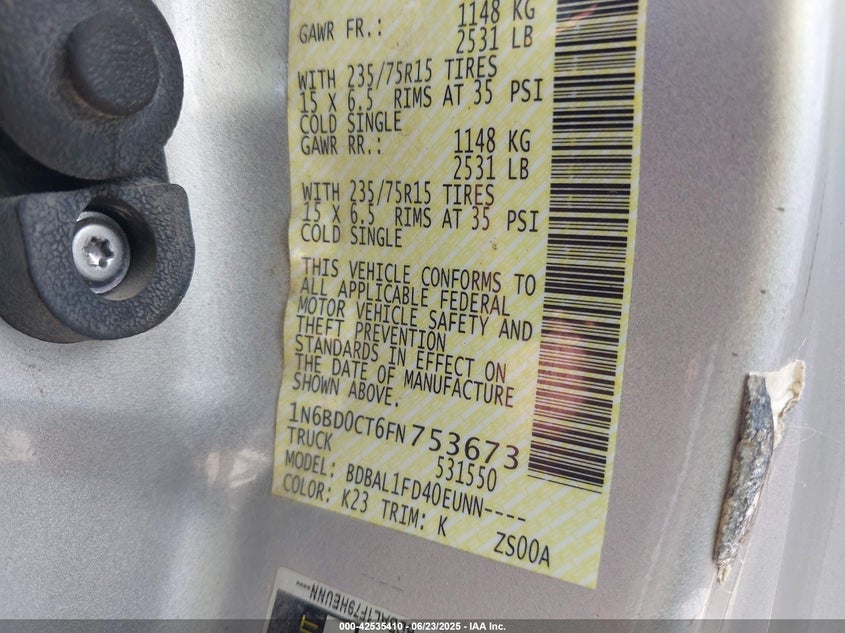 GAWR FR.: 1148 KG
2531 LB
WITH 235/75R15 TIRES
15 X 6.5 RIMS AT 35 PSI
COLD SINGLE
GAWR RR.: 1148 KG
2531 LB
WITH 235/75R15 TIRES
15 X 6.5 RIMS AT 35 PSI
COLD SINGLE
THIS VEHICLE CONFORMS TO
ALL APPLICABLE FEDERAL
MOTOR VEHICLE SAFETY AND
THEFT PREVENTION
STANDARDS IN EFFECT ON
THE DATE OF MANUFACTURE
SHOWN ABOVE.
1N6BD0CT6FN753673
TRUCK 531550
MODEL: BDBAL1FD40EUNN----
COLOR: K23 TRIM: K ZS00A
000-42535410 - 06/23/2025 - IAA Inc.